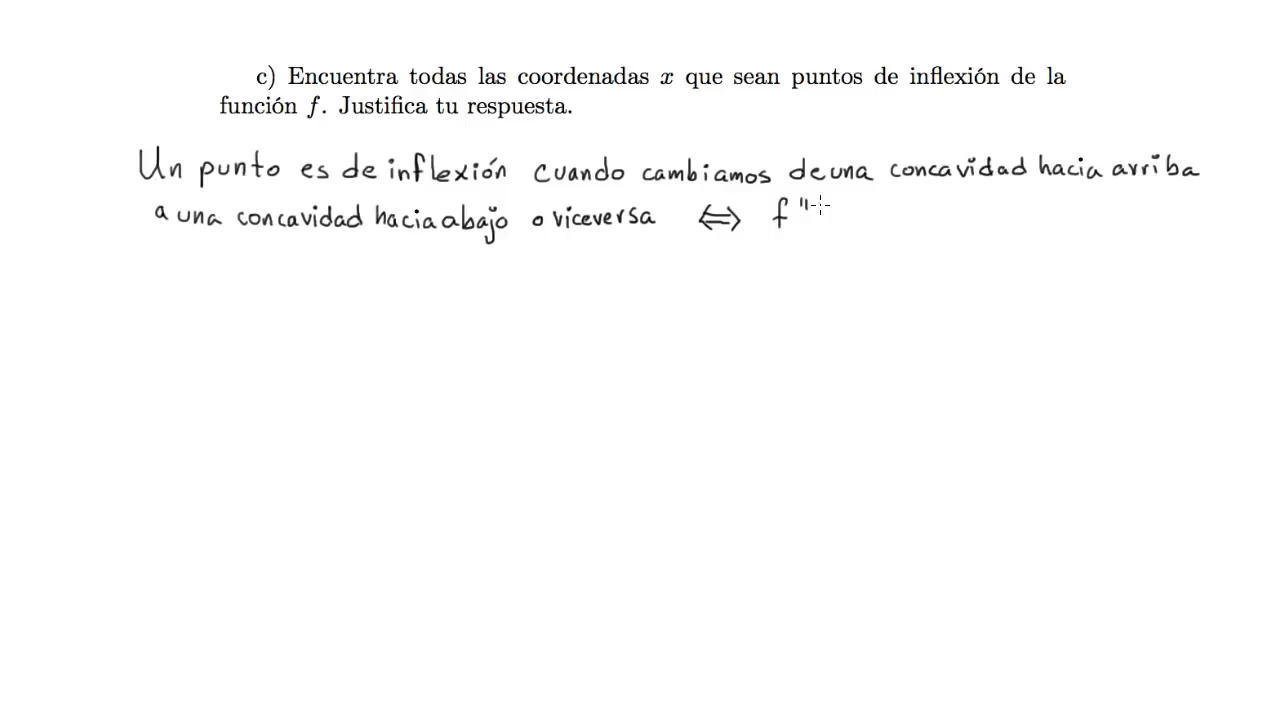 c) Encuentra todas las coordenadas x que sean puntos de inflexión de la
función f. Justifica tu respuesta.
Un punto es de inflexión cuando cambiamos de una concavidad hacia arriba
a una concavidad hacia abajo o viceversa ⟺ f"